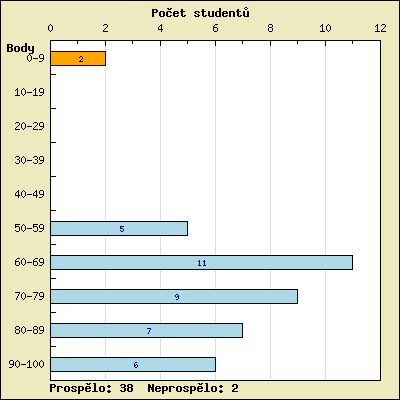 Počet studentů
0 2 4 6 8 10 12
Body
0-9 2
10-19
20-29
30-39
40-49
50-59 5
60-69 11
70-79 9
80-89 7
90-100 6
Prospělo: 38 Neprospělo: 2